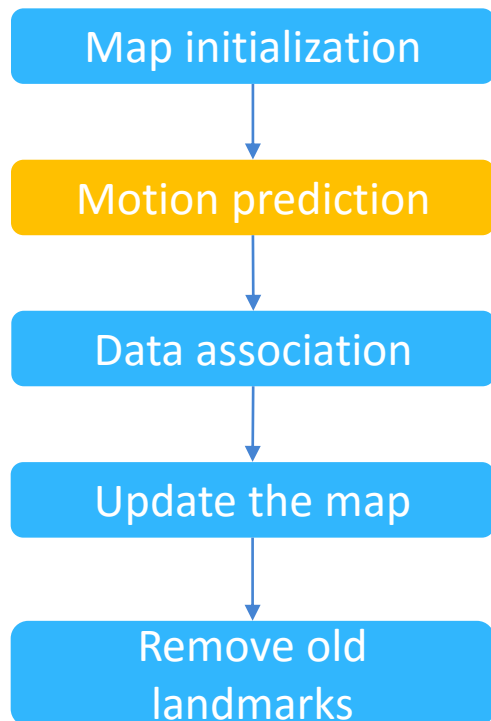 Map initialization
Motion prediction
Data association
Update the map
Remove old
landmarks